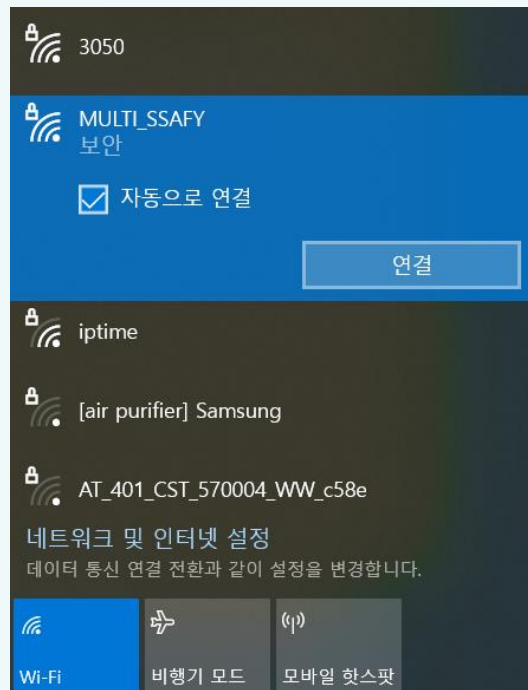 3050
MULTI_SSAFY
보안
자동으로 연결
연결
iptime
[air purifier] Samsung
AT_401_CST_570004_WW_c58e
네트워크 및 인터넷 설정
데이터 통신 연결 전환과 같이 설정을 변경합니다.
Wi-Fi
비행기 모드
모바일 핫스팟